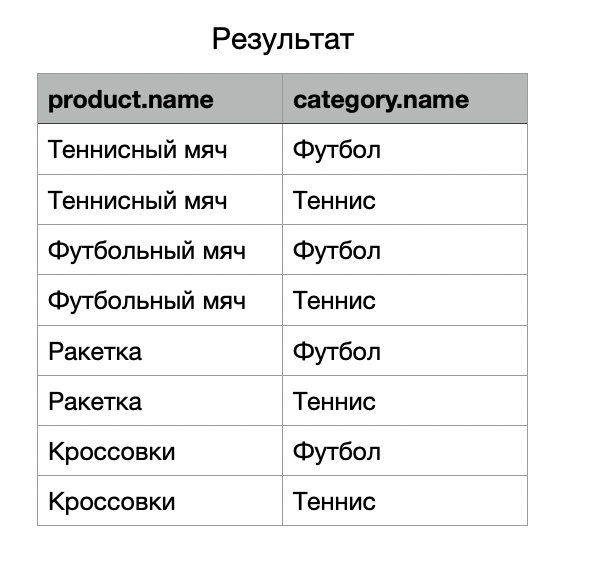 Результат
product.name category.name
Теннисный мяч Футбол
Теннисный мяч Теннис
Футбольный мяч Футбол
Футбольный мяч Теннис
Ракетка Футбол
Ракетка Теннис
Кроссовки Футбол
Кроссовки Теннис